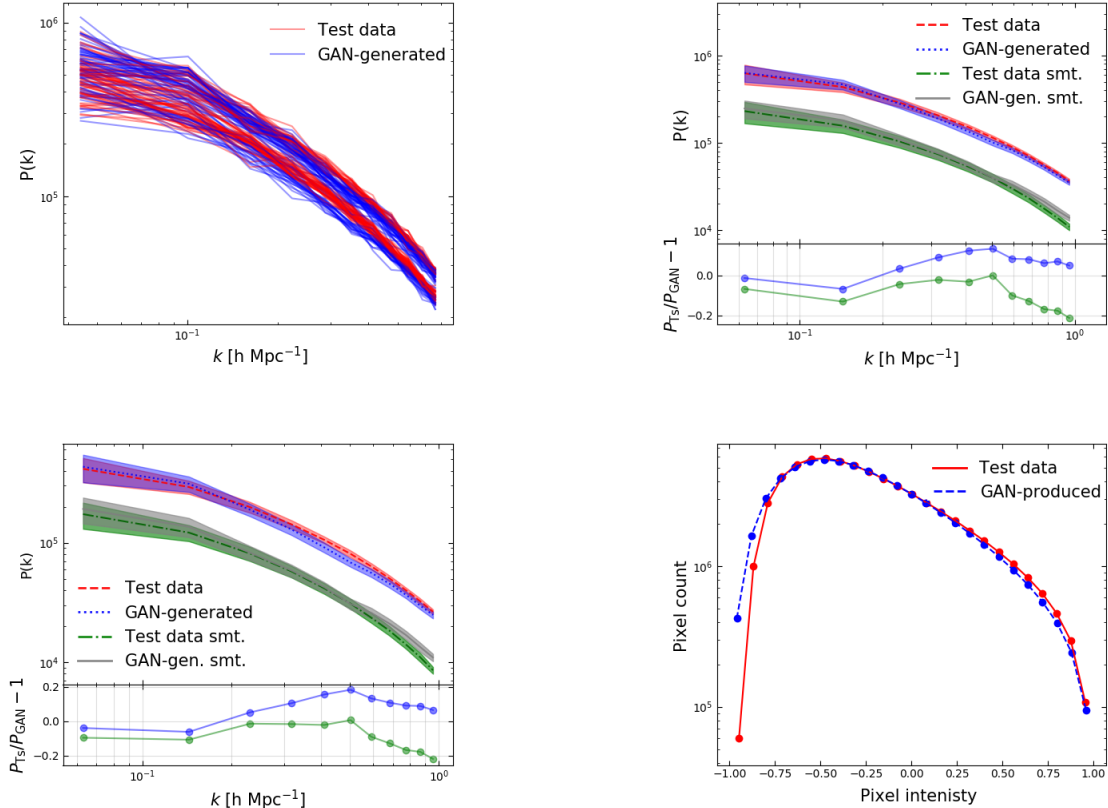 10^6
10^5
P(k)
Test data
GAN-generated
10^-1
k [h Mpc^-1]
10^6
10^5
10^4
P(k)
Test data
GAN-generated
Test data smt.
GAN-gen. smt.
0.0
−0.2
P_Ts/P_GAN − 1
10^-1
10^0
k [h Mpc^-1]
10^5
10^4
P(k)
Test data
GAN-generated
Test data smt.
GAN-gen. smt.
0.2
0.0
−0.2
P_Ts/P_GAN − 1
10^-1
10^0
k [h Mpc^-1]
10^6
10^5
Pixel count
Test data
GAN-produced
−1.00 −0.75 −0.50 −0.25 0.00 0.25 0.50 0.75 1.00
Pixel intenisty